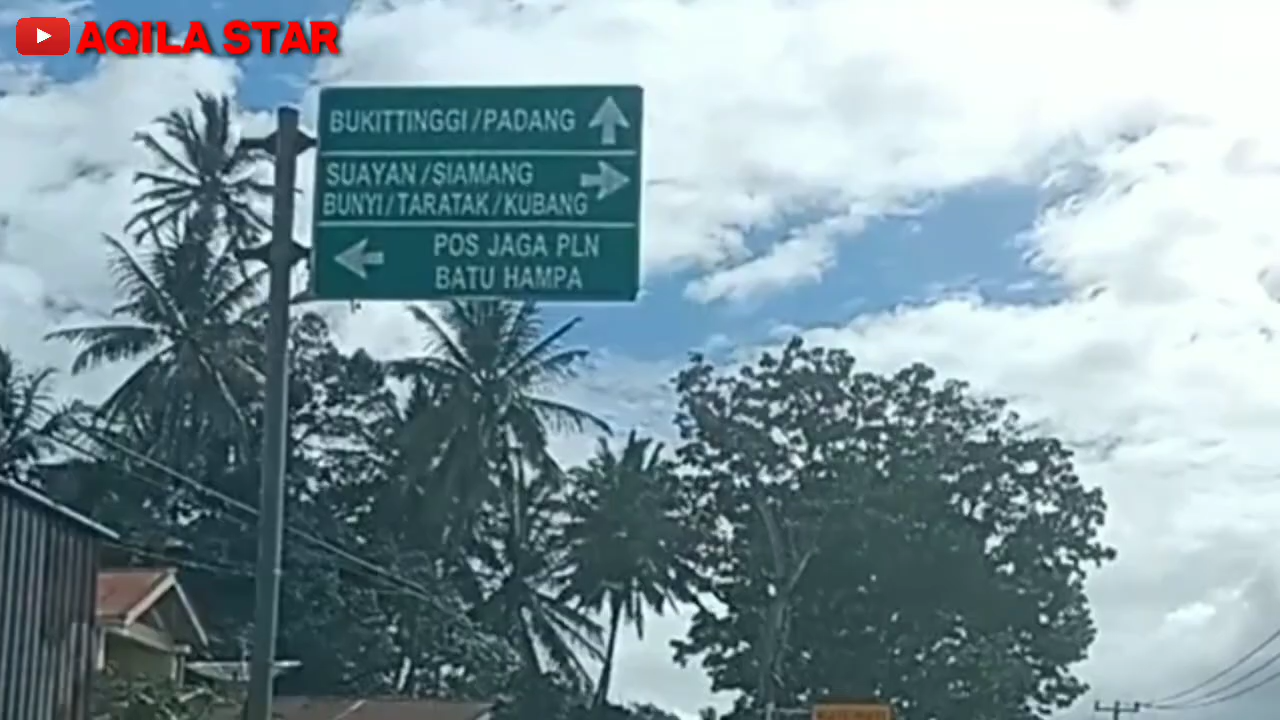 AQILA STAR
BUKITTINGGI/PADANG
SUAYAN/SIAMANG
BUNYI/TARATAK/KUBANG
POS JAGA PLN
BATU HAMPA